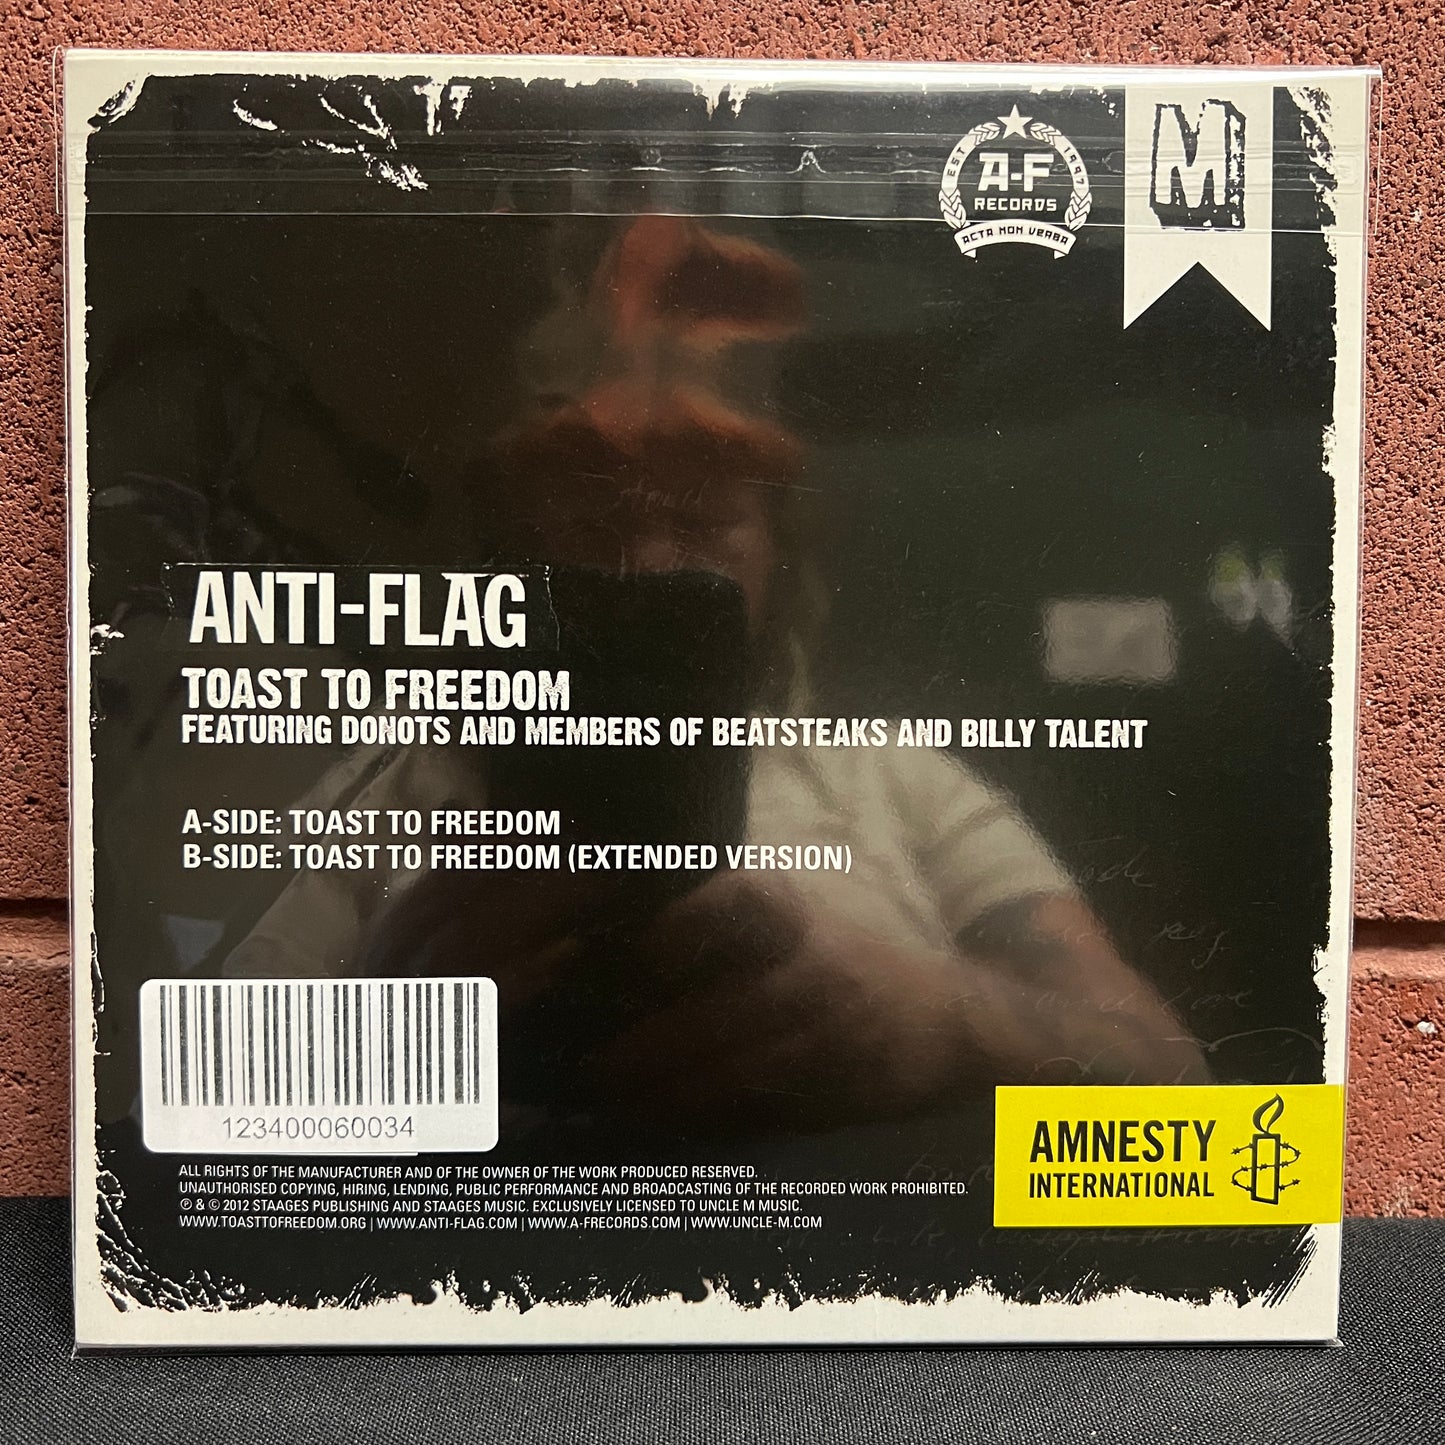 EST 1997
A-F
RECORDS
ACTA NON VERBA
M
ANTI-FLAG
TOAST TO FREEDOM
FEATURING DONOTS AND MEMBERS OF BEATSTEAKS AND BILLY TALENT
A-SIDE: TOAST TO FREEDOM
B-SIDE: TOAST TO FREEDOM (EXTENDED VERSION)
123400060034
ALL RIGHTS OF THE MANUFACTURER AND OF THE OWNER OF THE WORK PRODUCED RESERVED.
UNAUTHORISED COPYING, HIRING, LENDING, PUBLIC PERFORMANCE AND BROADCASTING OF THE RECORDED WORK PROHIBITED.
℗ & © 2012 STAAGES PUBLISHING AND STAAGES MUSIC. EXCLUSIVELY LICENSED TO UNCLE M MUSIC.
WWW.TOASTTOFREEDOM.ORG | WWW.ANTI-FLAG.COM | WWW.A-FRECORDS.COM | WWW.UNCLE-M.COM
AMNESTY
INTERNATIONAL